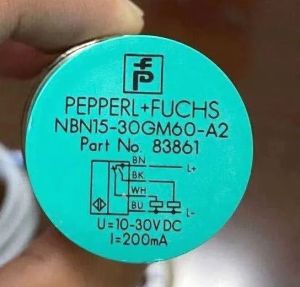 PEPPERL+FUCHS
NBN15-30GM60-A2
Part No. 83861
BN L+
BK
WH
BU L-
U=10-30V DC
I=200mA